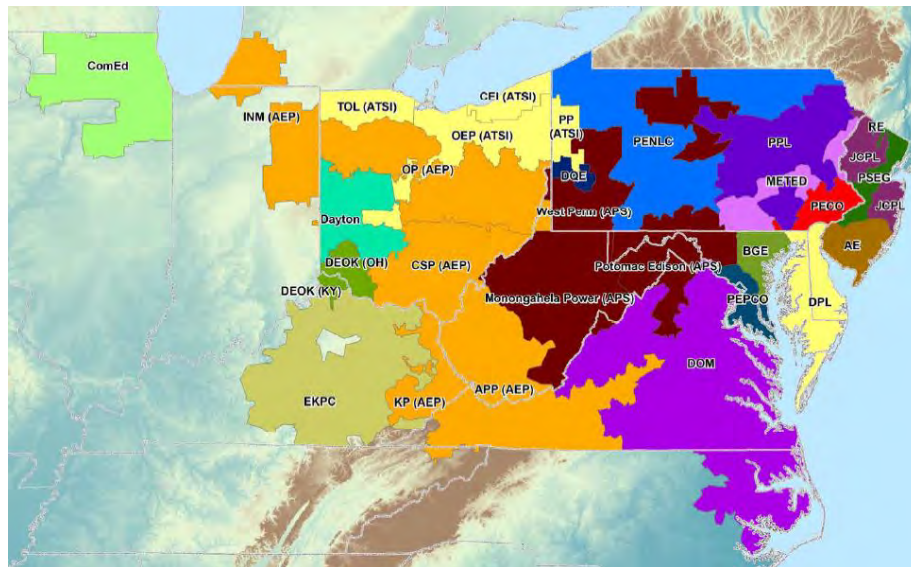 ComEd
INM (AEP)
TOL (ATSI)
CEI (ATSI)
OEP (ATSI)
PP
(ATSI)
PENLC
PPL
RE
JCPL
OP (AEP)
DQE
METED
PSEG
PECO
JCPL
Dayton
West Penn (APS)
AE
DEOK (OH)
CSP (AEP)
Potomac Edison (APS)
BGE
DEOK (KY)
Monongahela Power (APS)
PEPCO
DPL
DOM
EKPC
KP (AEP)
APP (AEP)